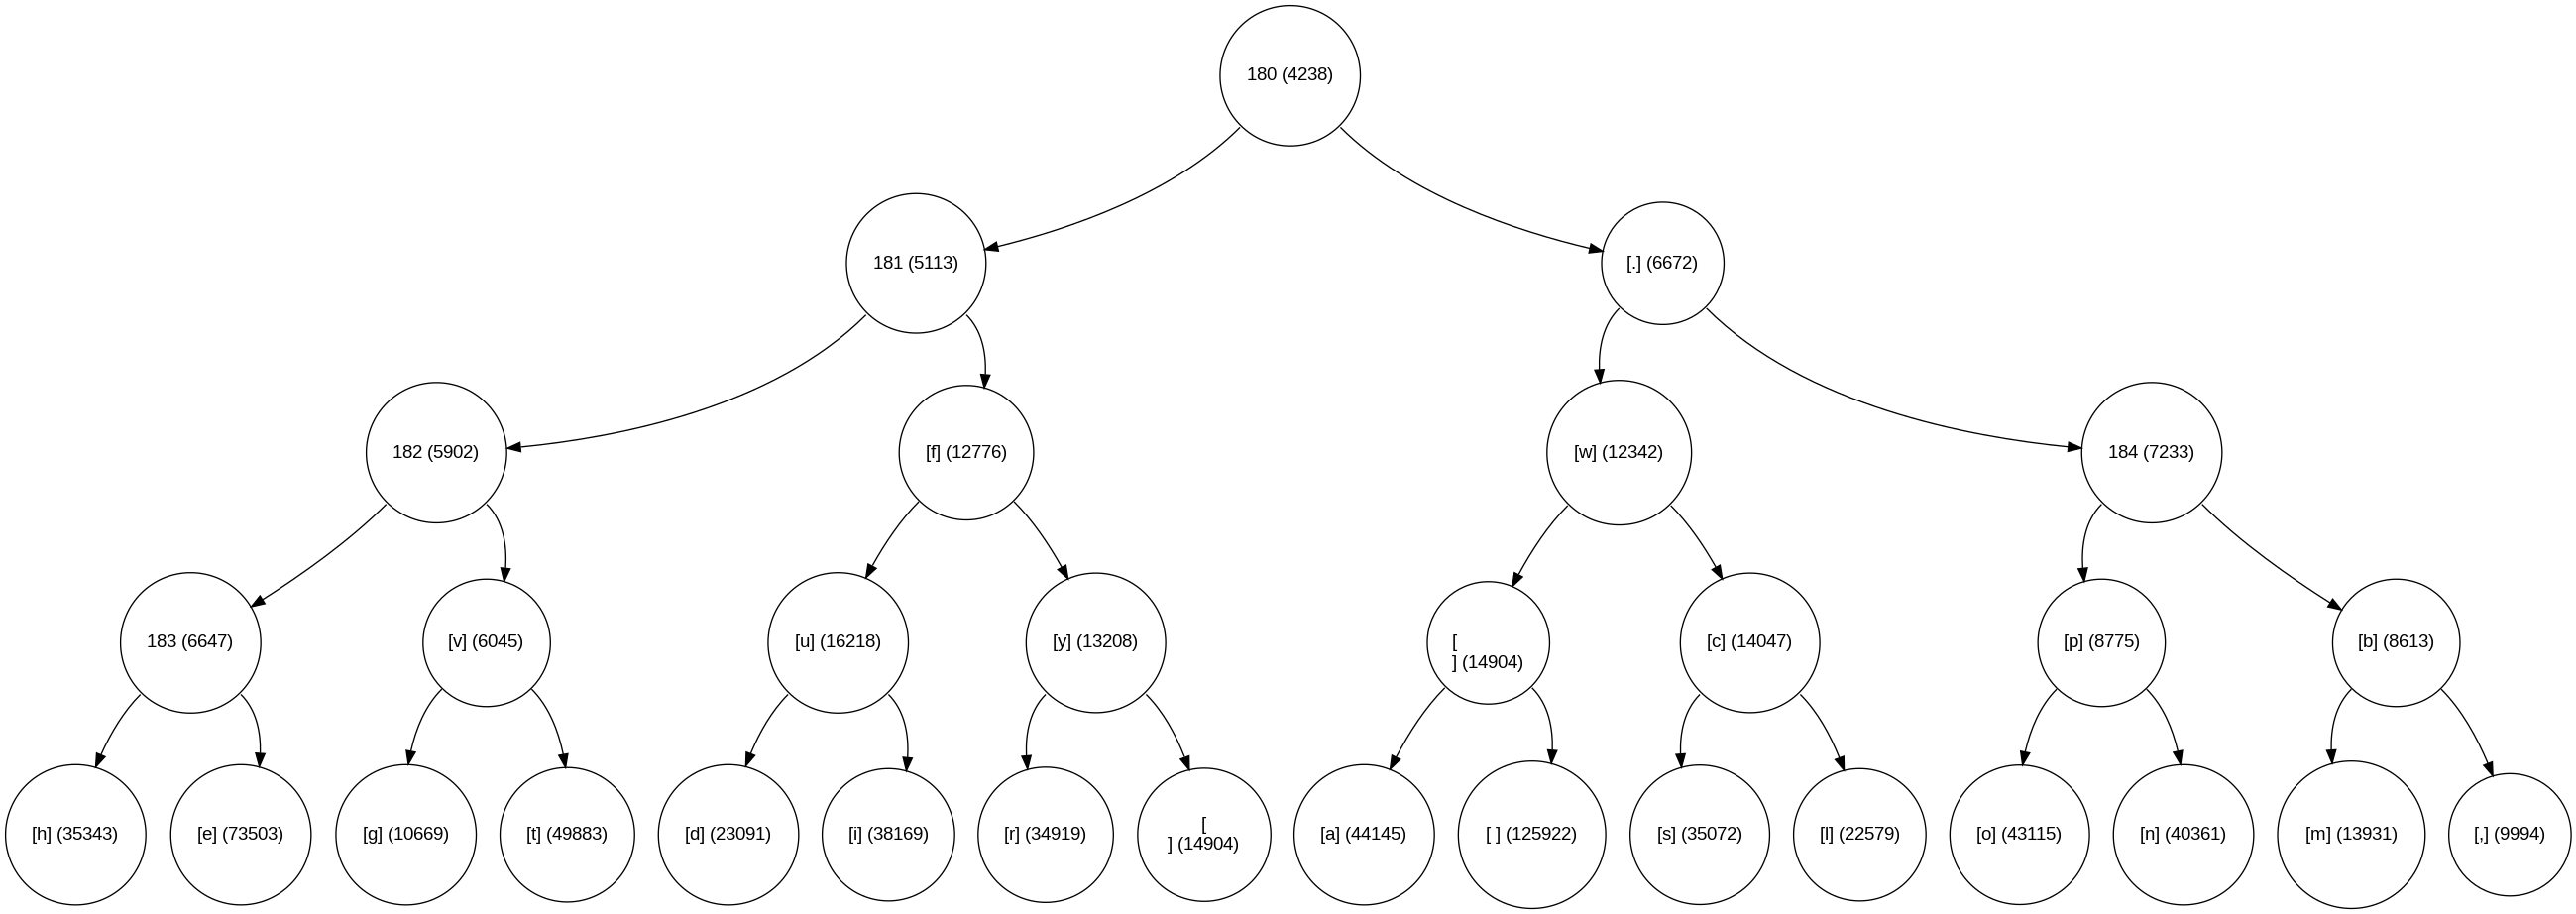 180 (4238)
181 (5113)
[.] (6672)
182 (5902)
[f] (12776)
[w] (12342)
184 (7233)
183 (6647)
[v] (6045)
[u] (16218)
[y] (13208)
[
] (14904)
[c] (14047)
[p] (8775)
[b] (8613)
[h] (35343)
[e] (73503)
[g] (10669)
[t] (49883)
[d] (23091)
[i] (38169)
[r] (34919)
[
] (14904)
[a] (44145)
[ ] (125922)
[s] (35072)
[l] (22579)
[o] (43115)
[n] (40361)
[m] (13931)
[,] (9994)